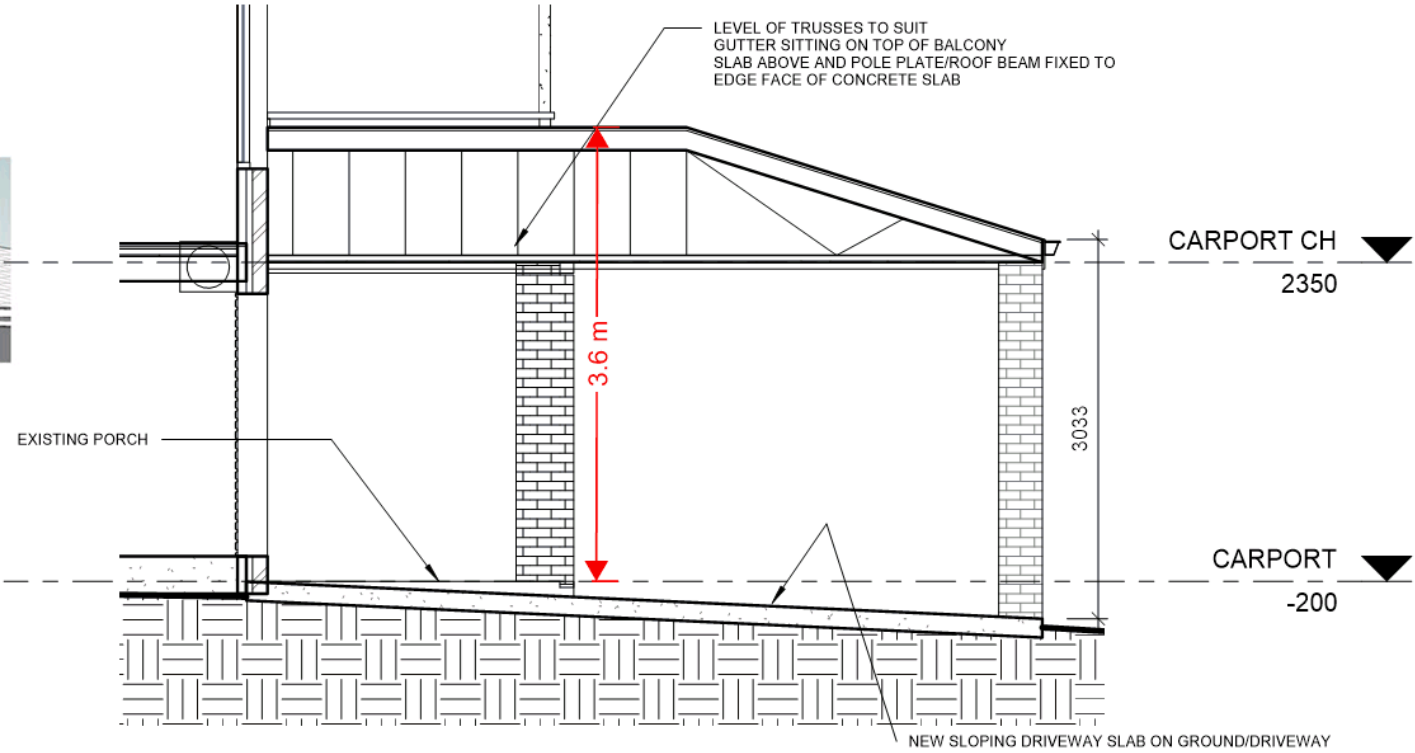 LEVEL OF TRUSSES TO SUIT
GUTTER SITTING ON TOP OF BALCONY
SLAB ABOVE AND POLE PLATE/ROOF BEAM FIXED TO
EDGE FACE OF CONCRETE SLAB
CARPORT CH
2350
3.6 m
3033
EXISTING PORCH
CARPORT
-200
NEW SLOPING DRIVEWAY SLAB ON GROUND/DRIVEWAY